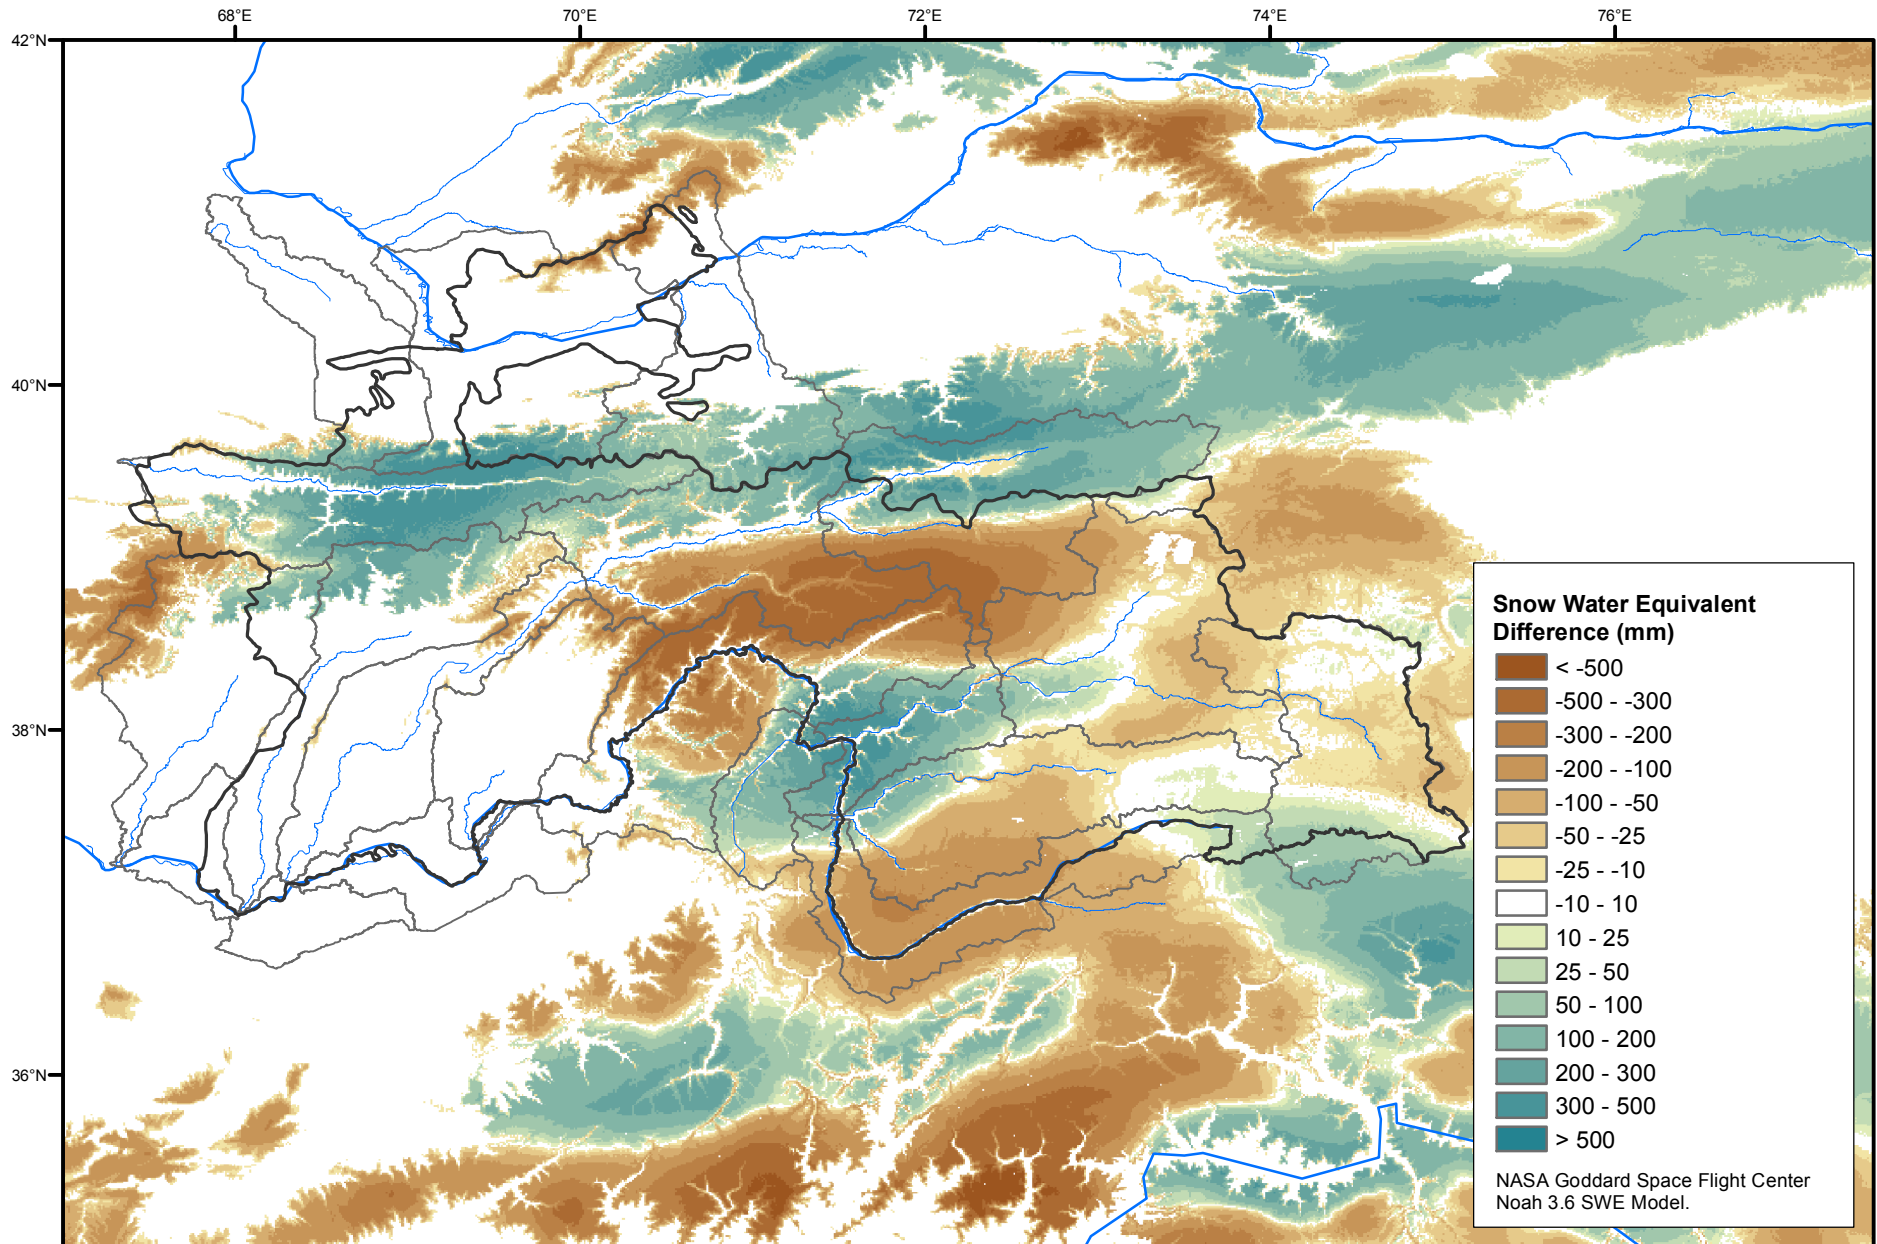 68°E
70°E
72°E
74°E
76°E
42°N
40°N
38°N
36°N
Snow Water Equivalent
Difference (mm)
< -500
-500 - -300
-300 - -200
-200 - -100
-100 - -50
-50 - -25
-25 - -10
-10 - 10
10 - 25
25 - 50
50 - 100
100 - 200
200 - 300
300 - 500
> 500
NASA Goddard Space Flight Center
Noah 3.6 SWE Model.